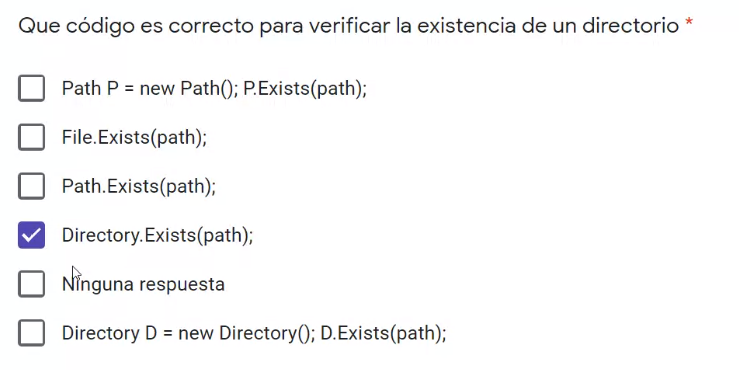 Que código es correcto para verificar la existencia de un directorio *
Path P = new Path(); P.Exists(path);
File.Exists(path);
Path.Exists(path);
Directory.Exists(path);
Ninguna respuesta
Directory D = new Directory(); D.Exists(path);